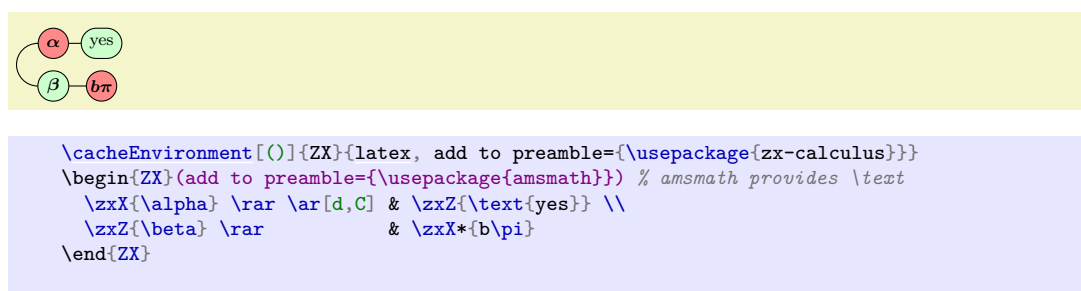 α yes
β bπ
\cacheEnvironment[()]{ZX}{latex, add to preamble={\usepackage{zx-calculus}}}
\begin{ZX}(add to preamble={\usepackage{amsmath}}) % amsmath provides \text
  \zxX{\alpha} \rar \ar[d,C] & \zxZ{\text{yes}} \\
  \zxZ{\beta} \rar           & \zxX*{b\pi}
\end{ZX}